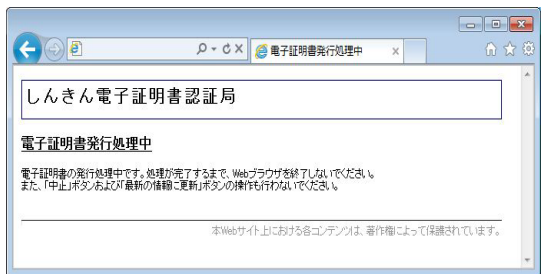 電子証明書発行処理中
しんきん電子証明書認証局
電子証明書発行処理中
電子証明書の発行処理中です。処理が完了するまで、Webブラウザを終了しないでください。
また、「中止」ボタンおよび「最新の情報に更新」ボタンの操作も行わないでください。
本Webサイト上における各コンテンツは、著作権によって保護されています。